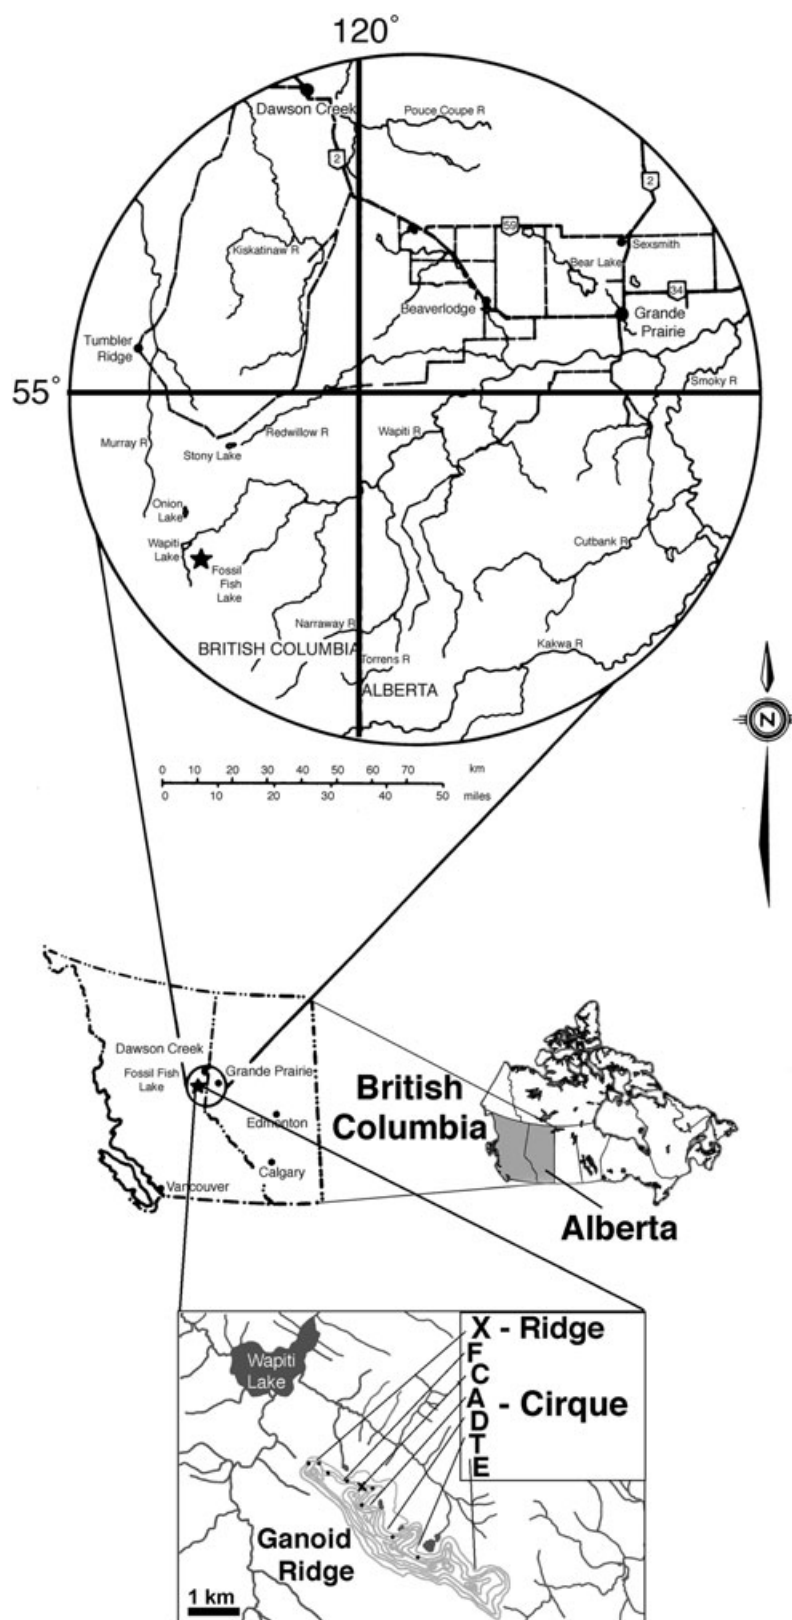 120°
Dawson Creek
Pouce Coupe R
2
2
59
Kiskatinaw R
Sexsmith
Bear Lake
34
Beaverlodge
Grande
Prairie
Tumbler
Ridge
55°
Smoky R
Murray R
Redwillow R
Wapiti R
Stony Lake
Onion
Lake
Wapiti
Lake
Fossil
Fish
Lake
Cutbank R
Narraway R
BRITISH COLUMBIA
Kakwa R
Torrens R
ALBERTA
N
0 10 20 30 40 50 60 70 km
0 10 20 30 40 50 miles
Dawson Creek
Fossil Fish
Lake
Grande Prairie
Edmonton
Calgary
Vancouver
British
Columbia
Alberta
X - Ridge
F
C
A - Cirque
D
T
E
Wapiti
Lake
Ganoid
Ridge
1 km